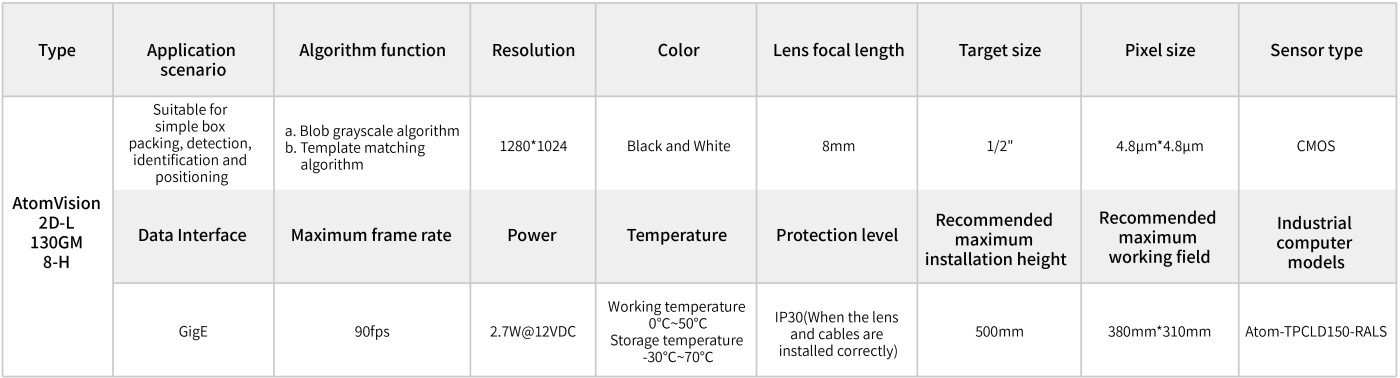 Type
Application
scenario
Algorithm function
Resolution
Color
Lens focal length
Target size
Pixel size
Sensor type
AtomVision
2D-L
130GM
8-H
Suitable for
simple box
packing, detection,
identification and
positioning
a. Blob grayscale algorithm
b. Template matching
algorithm
1280*1024
Black and White
8mm
1/2"
4.8μm*4.8μm
CMOS
Data Interface
Maximum frame rate
Power
Temperature
Protection level
Recommended
maximum
installation height
Recommended
maximum
working field
Industrial
computer
models
GigE
90fps
2.7W@12VDC
Working temperature
0°C~50°C
Storage temperature
-30°C~70°C
IP30(When the lens
and cables are
installed correctly)
500mm
380mm*310mm
Atom-TPCLD150-RALS